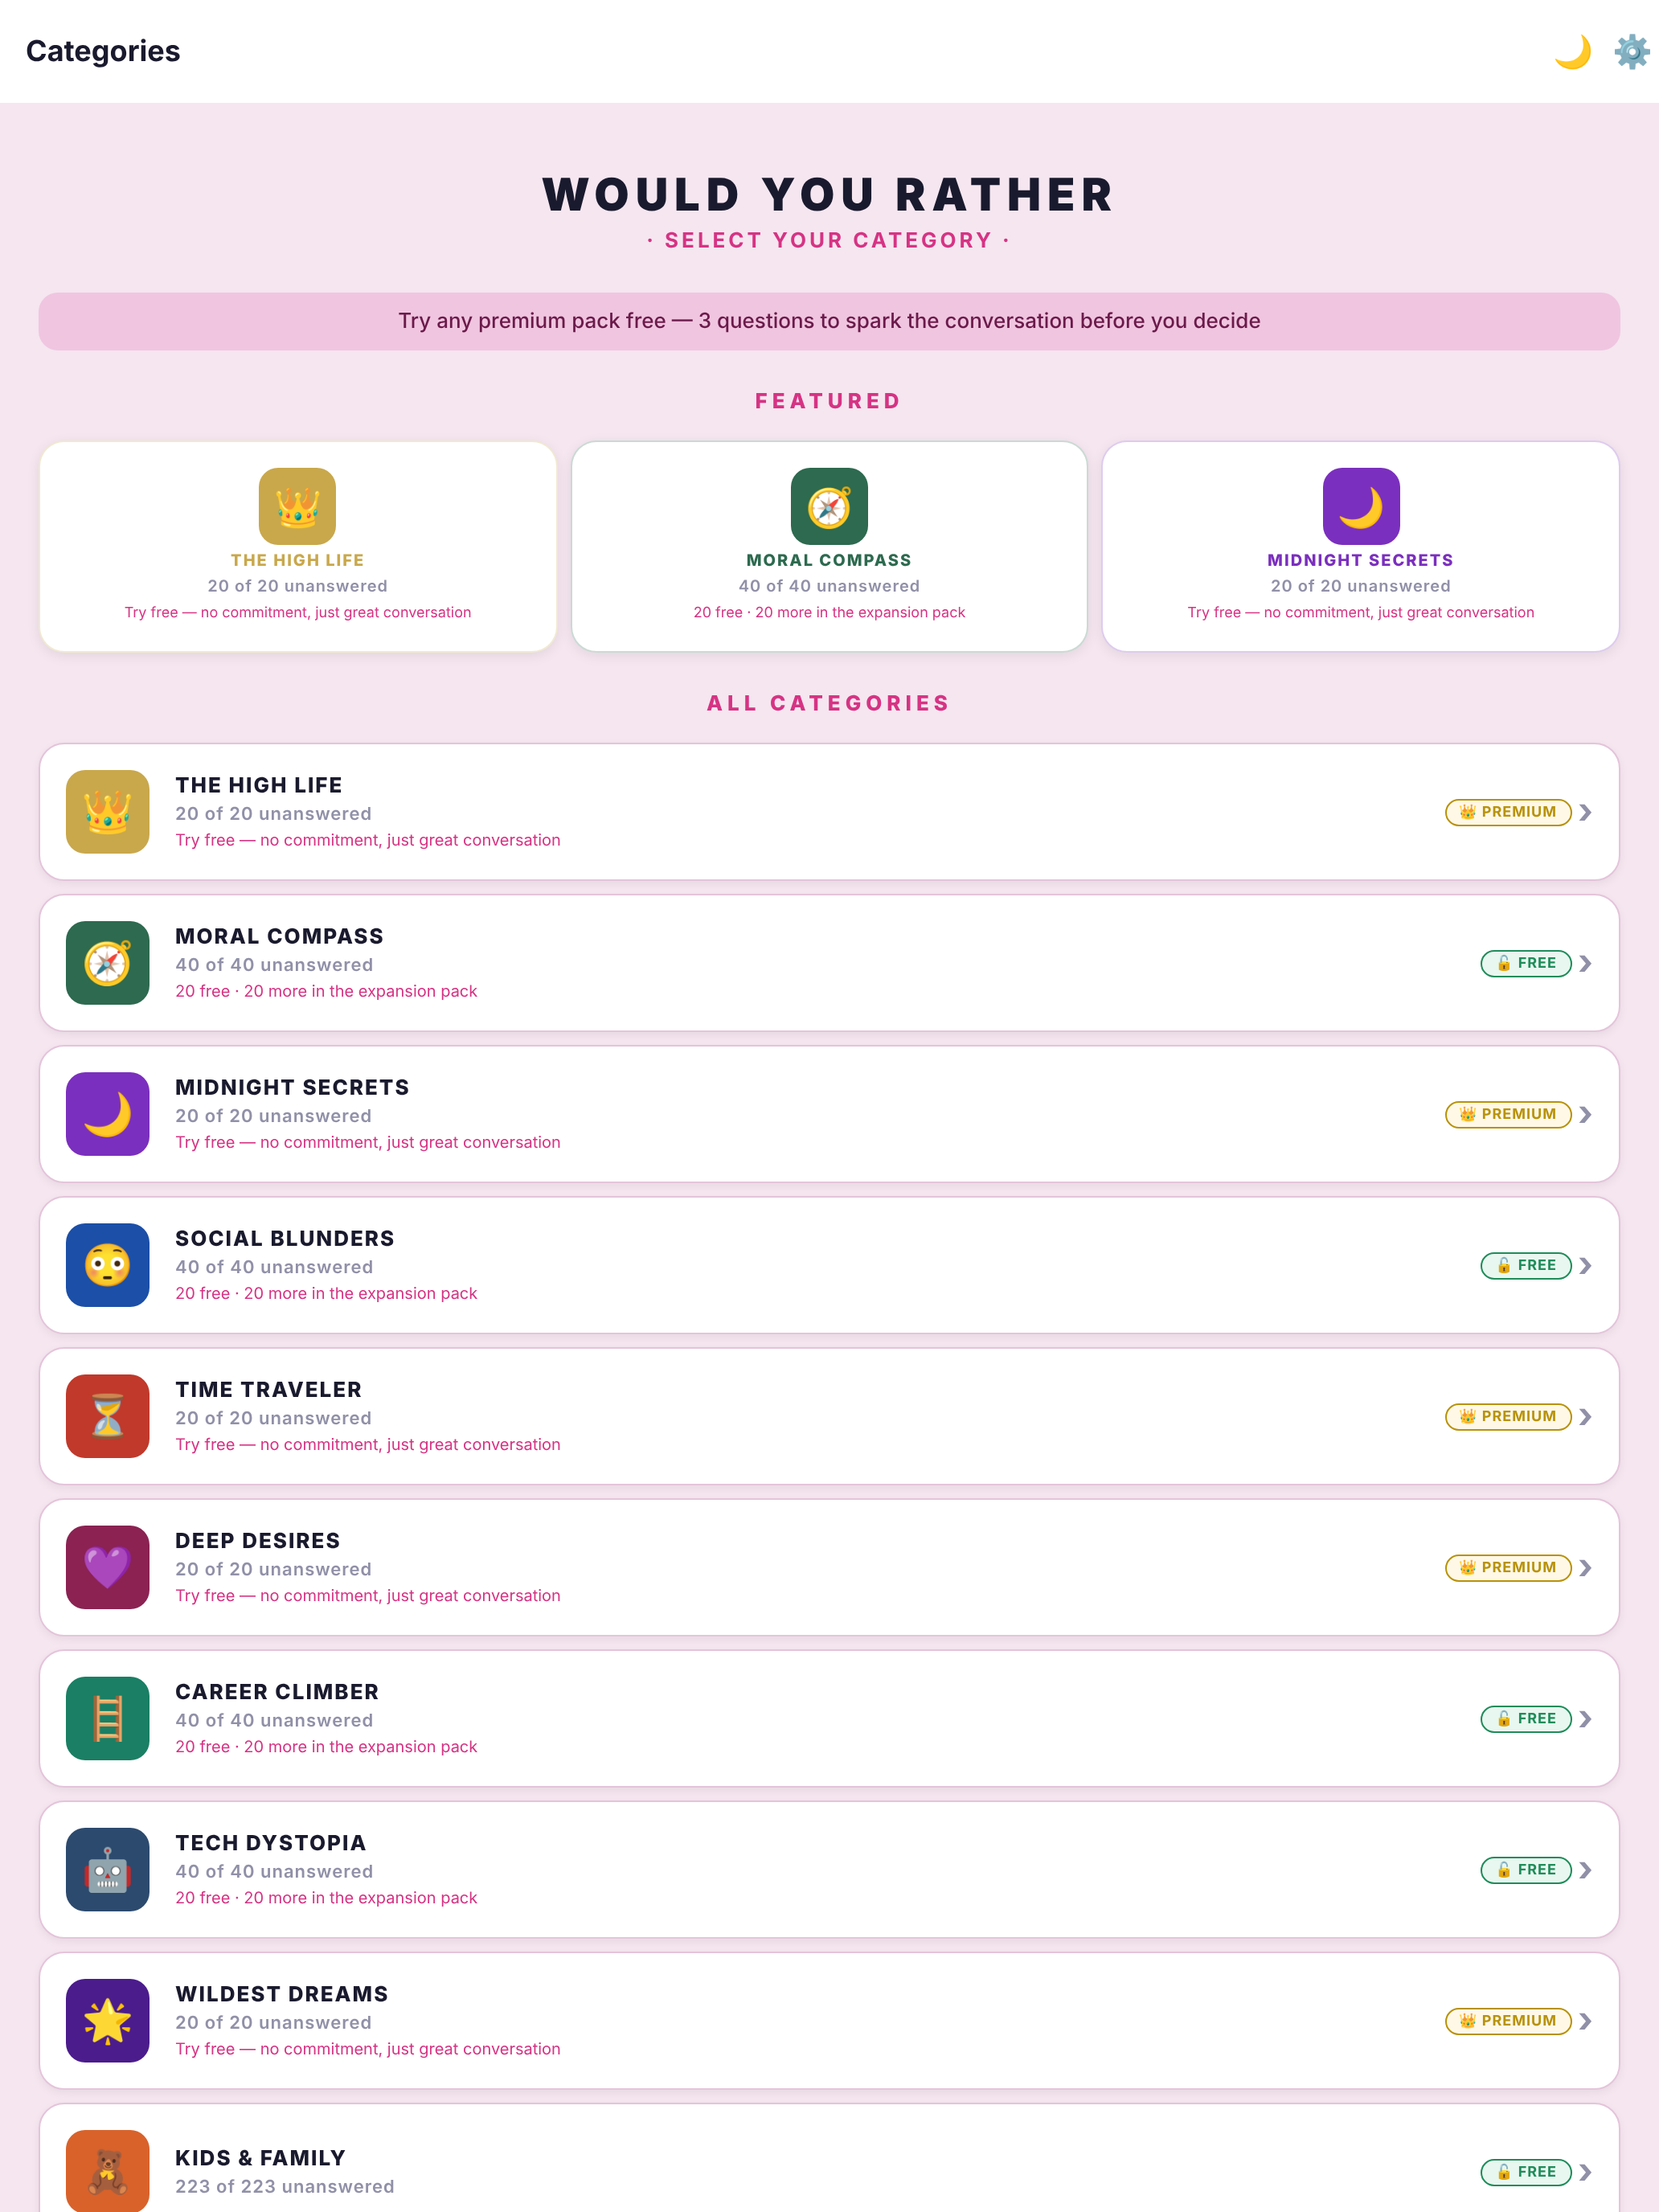 Categories
WOULD YOU RATHER
· SELECT YOUR CATEGORY ·
Try any premium pack free — 3 questions to spark the conversation before you decide
FEATURED
THE HIGH LIFE
20 of 20 unanswered
Try free — no commitment, just great conversation
MORAL COMPASS
40 of 40 unanswered
20 free · 20 more in the expansion pack
MIDNIGHT SECRETS
20 of 20 unanswered
Try free — no commitment, just great conversation
ALL CATEGORIES
THE HIGH LIFE
20 of 20 unanswered
Try free — no commitment, just great conversation
PREMIUM
MORAL COMPASS
40 of 40 unanswered
20 free · 20 more in the expansion pack
FREE
MIDNIGHT SECRETS
20 of 20 unanswered
Try free — no commitment, just great conversation
PREMIUM
SOCIAL BLUNDERS
40 of 40 unanswered
20 free · 20 more in the expansion pack
FREE
TIME TRAVELER
20 of 20 unanswered
Try free — no commitment, just great conversation
PREMIUM
DEEP DESIRES
20 of 20 unanswered
Try free — no commitment, just great conversation
PREMIUM
CAREER CLIMBER
40 of 40 unanswered
20 free · 20 more in the expansion pack
FREE
TECH DYSTOPIA
40 of 40 unanswered
20 free · 20 more in the expansion pack
FREE
WILDEST DREAMS
20 of 20 unanswered
Try free — no commitment, just great conversation
PREMIUM
KIDS & FAMILY
223 of 223 unanswered
FREE